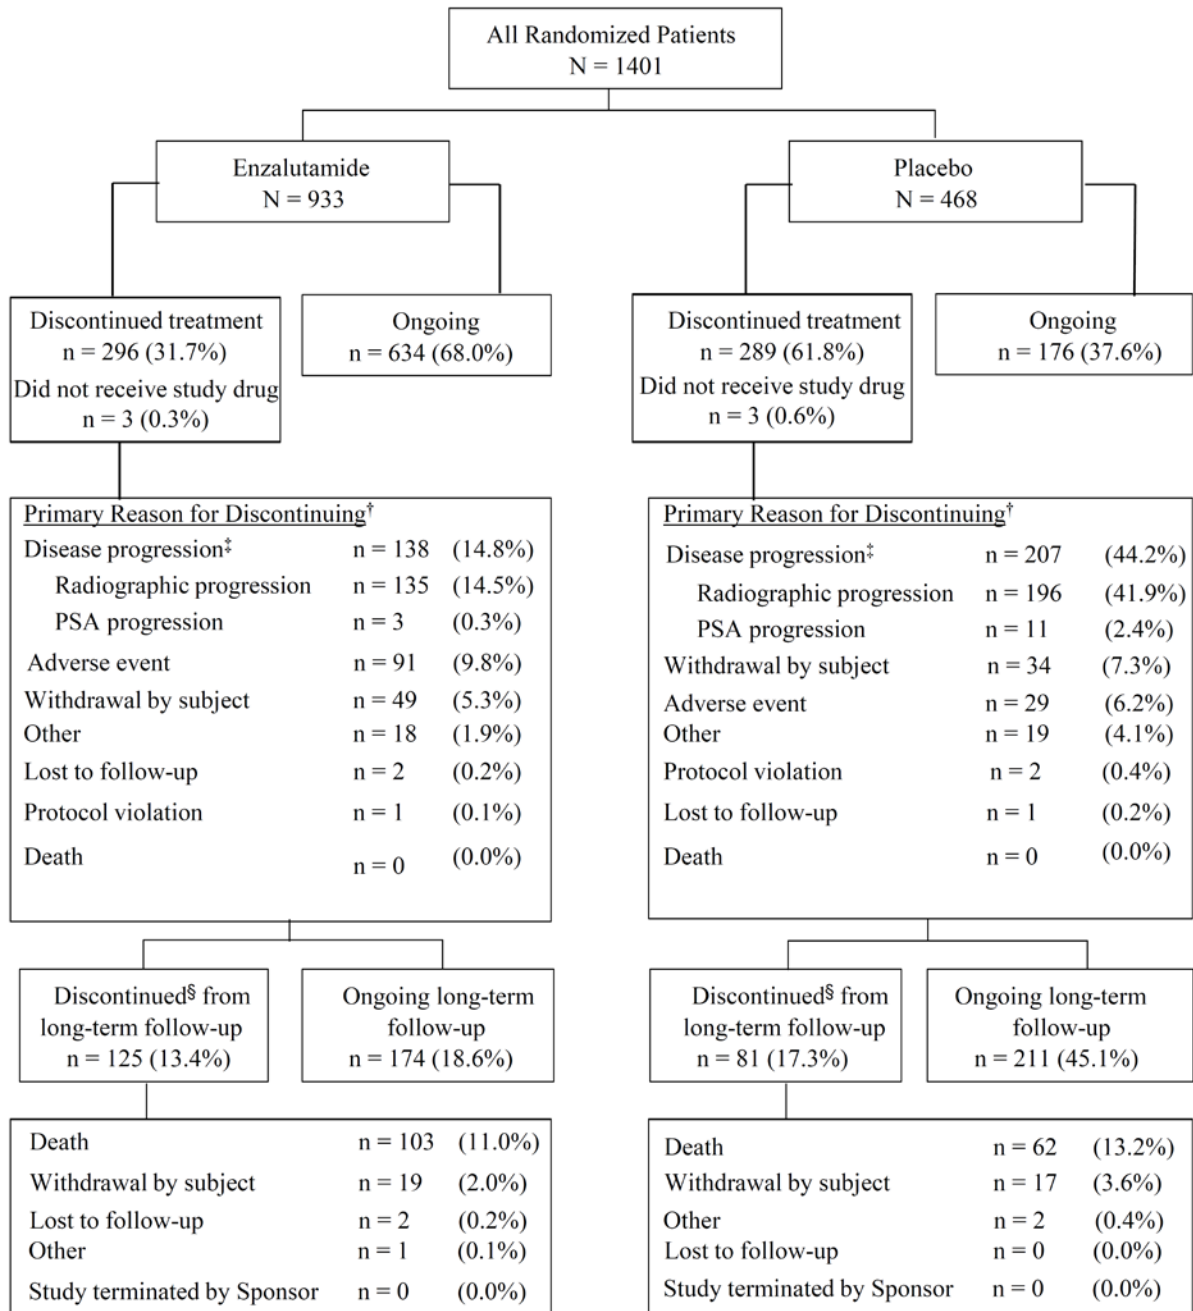 All Randomized Patients
N = 1401
Enzalutamide
N = 933
Placebo
N = 468
Discontinued treatment
n = 296 (31.7%)
Did not receive study drug
n = 3 (0.3%)
Ongoing
n = 634 (68.0%)
Discontinued treatment
n = 289 (61.8%)
Did not receive study drug
n = 3 (0.6%)
Ongoing
n = 176 (37.6%)
Primary Reason for Discontinuing†
Disease progression‡ n = 138 (14.8%)
Radiographic progression n = 135 (14.5%)
PSA progression n = 3 (0.3%)
Adverse event n = 91 (9.8%)
Withdrawal by subject n = 49 (5.3%)
Other n = 18 (1.9%)
Lost to follow-up n = 2 (0.2%)
Protocol violation n = 1 (0.1%)
Death n = 0 (0.0%)
Primary Reason for Discontinuing†
Disease progression‡ n = 207 (44.2%)
Radiographic progression n = 196 (41.9%)
PSA progression n = 11 (2.4%)
Withdrawal by subject n = 34 (7.3%)
Adverse event n = 29 (6.2%)
Other n = 19 (4.1%)
Protocol violation n = 2 (0.4%)
Lost to follow-up n = 1 (0.2%)
Death n = 0 (0.0%)
Discontinued§ from
long-term follow-up
n = 125 (13.4%)
Ongoing long-term
follow-up
n = 174 (18.6%)
Discontinued§ from
long-term follow-up
n = 81 (17.3%)
Ongoing long-term
follow-up
n = 211 (45.1%)
Death n = 103 (11.0%)
Withdrawal by subject n = 19 (2.0%)
Lost to follow-up n = 2 (0.2%)
Other n = 1 (0.1%)
Study terminated by Sponsor n = 0 (0.0%)
Death n = 62 (13.2%)
Withdrawal by subject n = 17 (3.6%)
Other n = 2 (0.4%)
Lost to follow-up n = 0 (0.0%)
Study terminated by Sponsor n = 0 (0.0%)